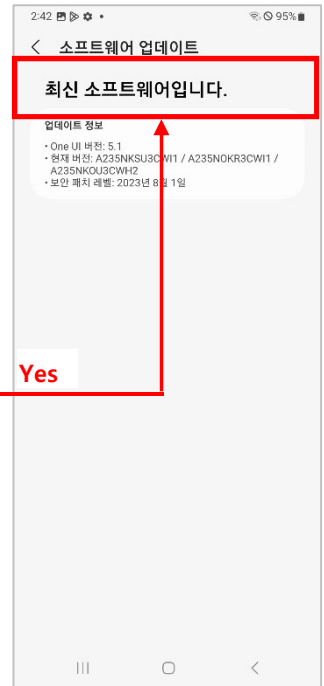 2:42 95%
소프트웨어 업데이트
최신 소프트웨어입니다.
업데이트 정보
• One UI 버전: 5.1
• 현재 버전: A235NKSU3CWI1 / A235NOKR3CWI1 /
A235NKOU3CWH2
• 보안 패치 레벨: 2023년 8월 1일
Yes